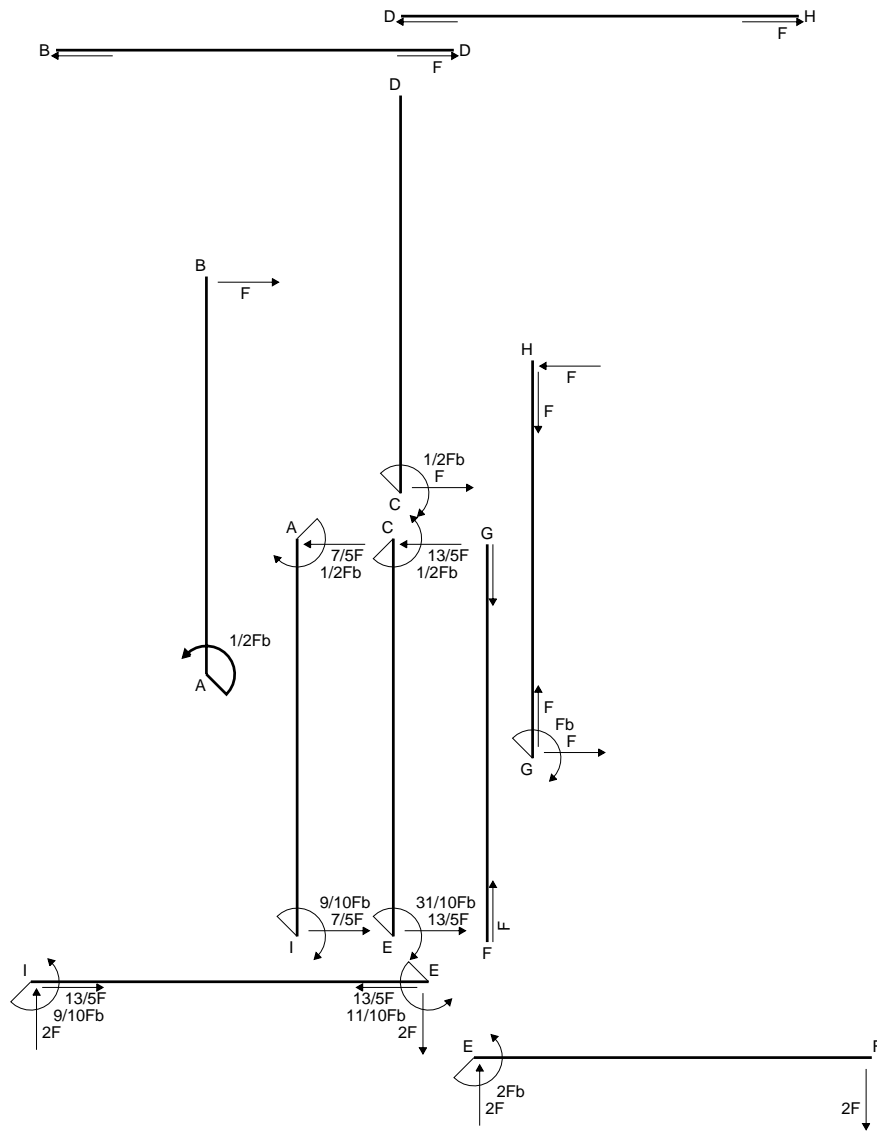 D H
F
B D
F
D
B
F
H
F
F
1/2Fb
F
C
A C G
7/5F 13/5F
1/2Fb 1/2Fb
1/2Fb
A
F
Fb
F
G
9/10Fb 31/10Fb
7/5F 13/5F
F
I E F
I E
13/5F 13/5F
9/10Fb 11/10Fb
2F 2F
E F
2Fb
2F 2F